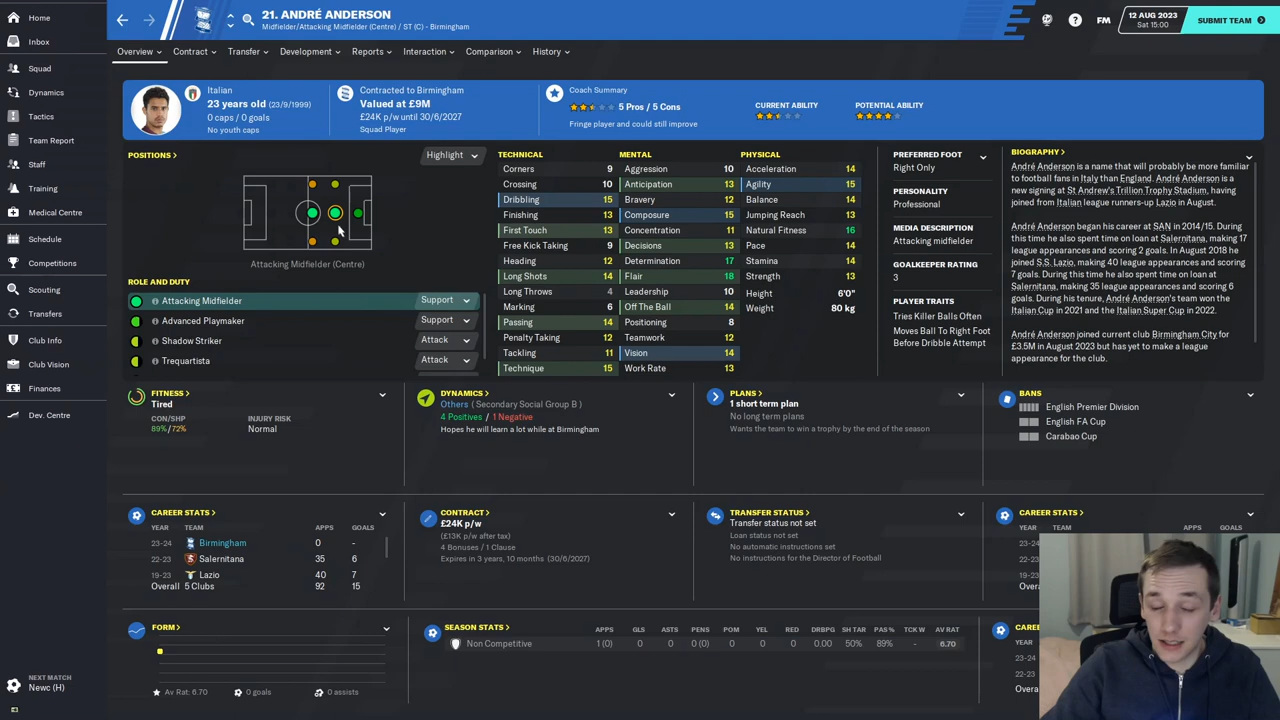 Home
Inbox
Squad
Dynamics
Tactics
Team Report
Staff
Training
Medical Centre
Schedule
Competitions
Scouting
Transfers
Club Info
Club Vision
Finances
Dev. Centre
NEXT MATCH
Newc (H)
21. ANDRÉ ANDERSON
Midfielder/Attacking Midfielder (Centre) / ST (C) - Birmingham
FM
12 AUG 2023
Sat 15:00
SUBMIT TEAM
Overview
Contract
Transfer
Development
Reports
Interaction
Comparison
History
Italian
23 years old (23/9/1999)
0 caps / 0 goals
No youth caps
Contracted to Birmingham
Valued at £9M
£24K p/w until 30/6/2027
Squad Player
Coach Summary
5 Pros / 5 Cons
Fringe player and could still improve
CURRENT ABILITY
POTENTIAL ABILITY
POSITIONS
Highlight
Attacking Midfielder (Centre)
ROLE AND DUTY
Attacking Midfielder Support
Advanced Playmaker Support
Shadow Striker Attack
Trequartista Attack
TECHNICAL
Corners 9
Crossing 10
Dribbling 15
Finishing 13
First Touch 13
Free Kick Taking 9
Heading 12
Long Shots 14
Long Throws 4
Marking 6
Passing 14
Penalty Taking 12
Tackling 11
Technique 15
MENTAL
Aggression 10
Anticipation 13
Bravery 12
Composure 15
Concentration 11
Decisions 13
Determination 17
Flair 18
Leadership 10
Off The Ball 14
Positioning 8
Teamwork 12
Vision 14
Work Rate 13
PHYSICAL
Acceleration 14
Agility 15
Balance 14
Jumping Reach 13
Natural Fitness 16
Pace 14
Stamina 14
Strength 13
Height 6'0"
Weight 80 kg
PREFERRED FOOT
Right Only
PERSONALITY
Professional
MEDIA DESCRIPTION
Attacking midfielder
GOALKEEPER RATING
3
PLAYER TRAITS
Tries Killer Balls Often
Moves Ball To Right Foot
Before Dribble Attempt
BIOGRAPHY
André Anderson is a name that will probably be more familiar
to football fans in Italy than England. André Anderson is a
new signing at St Andrew's Trillion Trophy Stadium, having
joined from Italian league runners-up Lazio in August.
André Anderson began his career at SAN in 2014/15. During
this time he also spent time on loan at Salernitana, making 17
league appearances and scoring 2 goals. In August 2018 he
joined S.S. Lazio, making 40 league appearances and scoring
7 goals. During this time he also spent time on loan at
Salernitana, making 35 league appearances and scoring 6
goals. During his tenure, André Anderson's team won the
Italian Cup in 2021 and the Italian Super Cup in 2022.
André Anderson joined current club Birmingham City for
£3.5M in August 2023 but has yet to make a league
appearance for the club.
FITNESS
Tired
CON/SHP
89%/72%
INJURY RISK
Normal
DYNAMICS
Others ( Secondary Social Group B )
4 Positives / 1 Negative
Hopes he will learn a lot while at Birmingham
PLANS
1 short term plan
No long term plans
Wants the team to win a trophy by the end of the season
BANS
English Premier Division
English FA Cup
Carabao Cup
CAREER STATS
YEAR TEAM APPS GOALS
23-24 Birmingham 0 -
22-23 Salernitana 35 6
19-23 Lazio 40 7
Overall 5 Clubs 92 15
CONTRACT
£24K p/w
(£13K p/w after tax)
4 Bonuses / 1 Clause
Expires in 3 years, 10 months (30/6/2027)
TRANSFER STATUS
Transfer status not set
Loan status not set
No automatic instructions set
No instructions for the Director of Football
CAREER STATS
YEAR TEAM APPS GOALS
FORM
Av Rat: 6.70
0 goals
0 assists
SEASON STATS
APPS GLS ASTS PENS POM YEL RED DRBPG SH TAR PAS% TCK W AV RAT
Non Competitive 1 (0) 0 0 0 (0) 0 0 0 0.00 50% 89% - 6.70
23-24
Overa